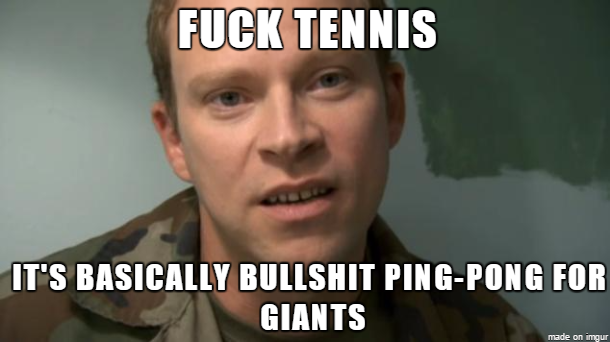 FUCK TENNIS
IT'S BASICALLY BULLSHIT PING-PONG FOR
GIANTS
made on imgur